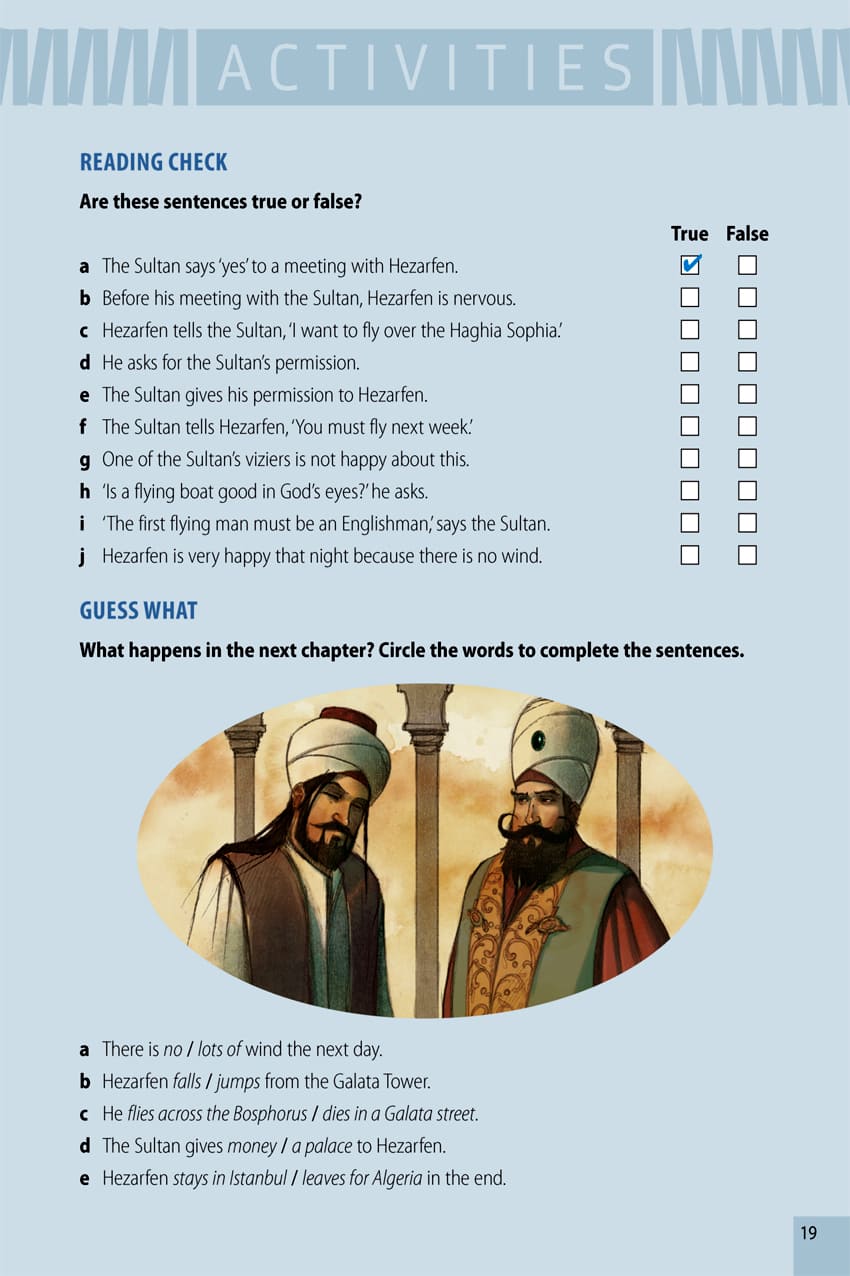 ACTIVITIES
READING CHECK
Are these sentences true or false?
True False
a The Sultan says ‘yes’ to a meeting with Hezarfen.
b Before his meeting with the Sultan, Hezarfen is nervous.
c Hezarfen tells the Sultan, ‘I want to fly over the Haghia Sophia.’
d He asks for the Sultan’s permission.
e The Sultan gives his permission to Hezarfen.
f The Sultan tells Hezarfen, ‘You must fly next week.’
g One of the Sultan’s viziers is not happy about this.
h ‘Is a flying boat good in God’s eyes?’ he asks.
i ‘The first flying man must be an Englishman,’ says the Sultan.
j Hezarfen is very happy that night because there is no wind.
GUESS WHAT
What happens in the next chapter? Circle the words to complete the sentences.
a There is no / lots of wind the next day.
b Hezarfen falls / jumps from the Galata Tower.
c He flies across the Bosphorus / dies in a Galata street.
d The Sultan gives money / a palace to Hezarfen.
e Hezarfen stays in Istanbul / leaves for Algeria in the end.
19